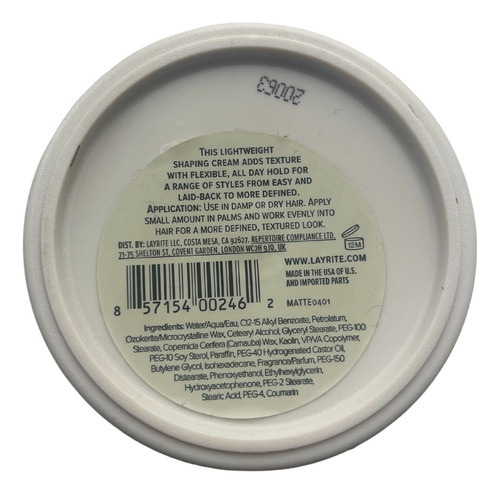 20063
THIS LIGHTWEIGHT
SHAPING CREAM ADDS TEXTURE
WITH FLEXIBLE, ALL DAY HOLD FOR
A RANGE OF STYLES FROM EASY AND
LAID-BACK TO MORE DEFINED.
APPLICATION: USE IN DAMP OR DRY HAIR. APPLY
SMALL AMOUNT IN PALMS AND WORK EVENLY INTO
HAIR FOR A MORE DEFINED, TEXTURED LOOK.
DIST. BY: LAYRITE LLC, COSTA MESA, CA 92627. REPERTOIRE COMPLIANCE LTD.
71-75 SHELTON ST, COVENT GARDEN, LONDON WC2H 9JQ, UK
12M
WWW.LAYRITE.COM
MADE IN THE USA OF U.S.
AND IMPORTED PARTS
8 57154 00246 2
MATTE0401
Ingredients: Water/Aqua/Eau, C12-15 Alkyl Benzoate, Petrolatum,
Ozokerite/Microcrystalline Wax, Cetearyl Alcohol, Glyceryl Stearate, PEG-100
Stearate, Copernicia Cerifera (Carnauba) Wax, Kaolin, VP/VA Copolymer,
PEG-10 Soy Sterol, Paraffin, PEG-40 Hydrogenated Castor Oil,
Butylene Glycol, Isohexadecane, Fragrance/Parfum, PEG-150
Distearate, Phenoxyethanol, Ethylhexylglycerin,
Hydroxyacetophenone, PEG-2 Stearate,
Stearic Acid, PEG-4, Coumarin